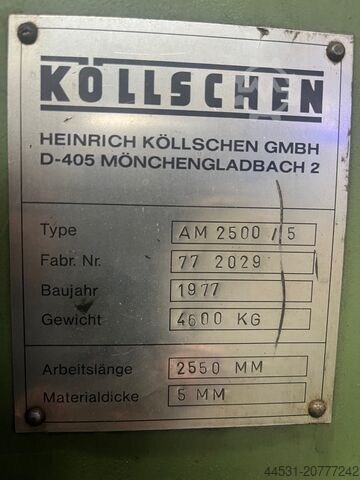 KÖLLSCHEN
HEINRICH KÖLLSCHEN GMBH
D-405 MÖNCHENGLADBACH 2
Type AM 2500 / 5
Fabr. Nr. 77 2029
Baujahr 1977
Gewicht 4600 KG
Arbeitslänge 2550 MM
Materialdicke 5 MM
44531-20777242